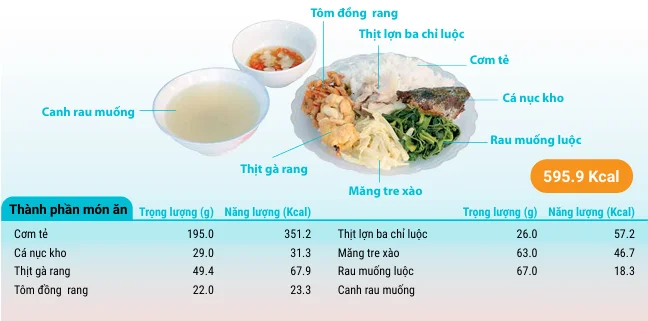 Tôm đồng rang
Thịt lợn ba chỉ luộc
Cơm tẻ
Cá nục kho
Canh rau muống
Rau muống luộc
Thịt gà rang
Măng tre xào
595.9 Kcal
Thành phần món ăn Trọng lượng (g) Năng lượng (Kcal) Trọng lượng (g) Năng lượng (Kcal)
Cơm tẻ 195.0 351.2 Thịt lợn ba chỉ luộc 26.0 57.2
Cá nục kho 29.0 31.3 Măng tre xào 63.0 46.7
Thịt gà rang 49.4 67.9 Rau muống luộc 67.0 18.3
Tôm đồng rang 22.0 23.3 Canh rau muống